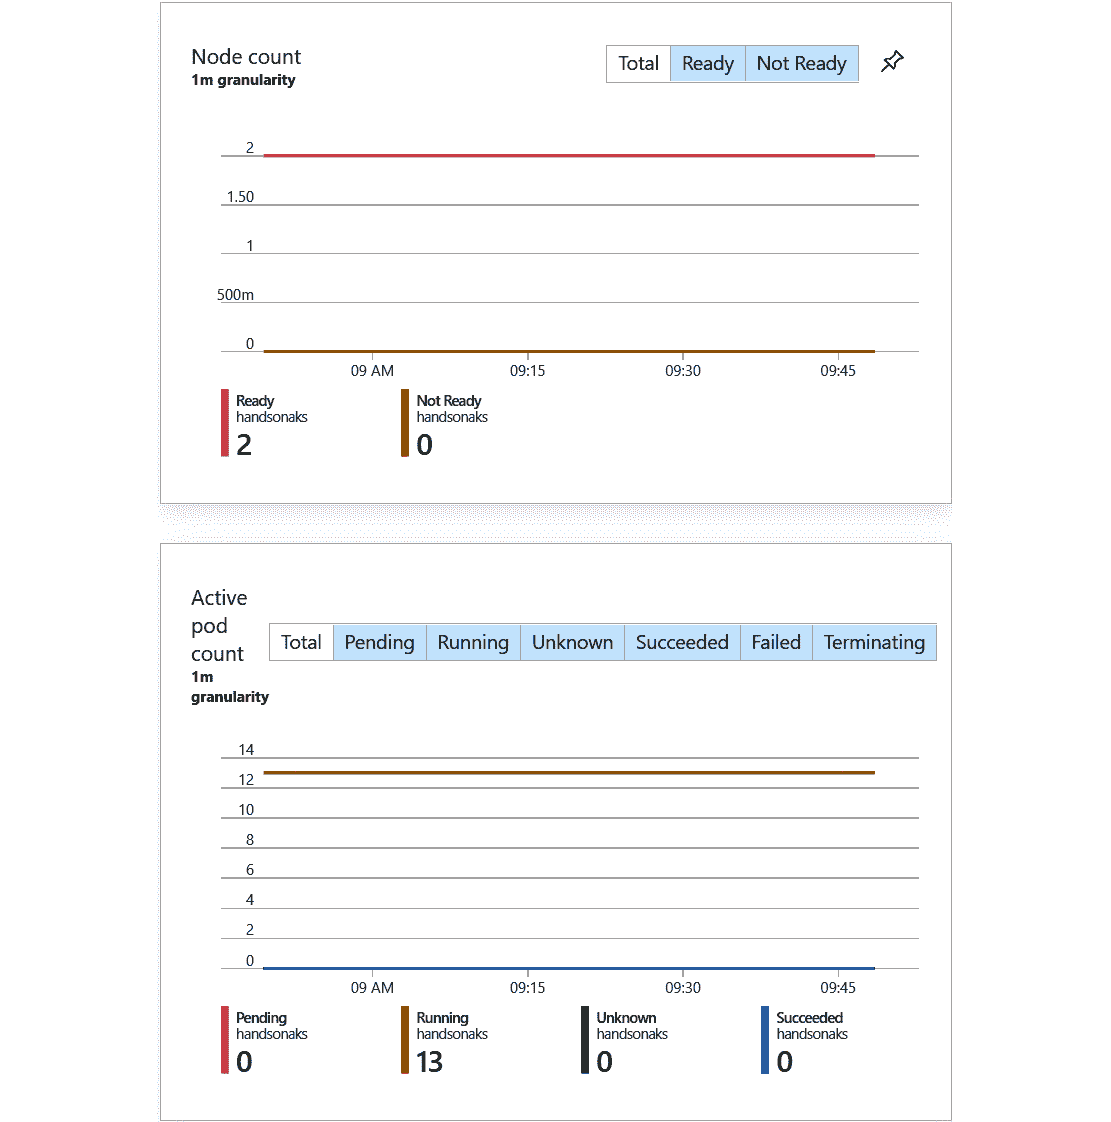 Node count
1m granularity
Total Ready Not Ready
2
1.50
1
500m
0
09 AM 09:15 09:30 09:45
Ready
handsonaks
2
Not Ready
handsonaks
0
Active
pod
count
1m
granularity
Total Pending Running Unknown Succeeded Failed Terminating
14
12
10
8
6
4
2
0
09 AM 09:15 09:30 09:45
Pending
handsonaks
0
Running
handsonaks
13
Unknown
handsonaks
0
Succeeded
handsonaks
0